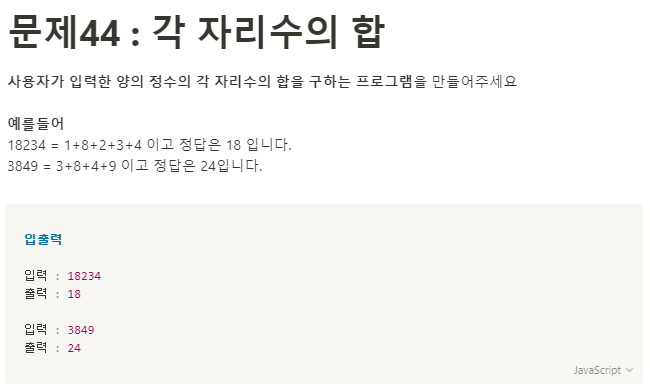 문제44 : 각 자리수의 합
사용자가 입력한 양의 정수의 각 자리수의 합을 구하는 프로그램을 만들어주세요
예를들어
18234 = 1+8+2+3+4 이고 정답은 18 입니다.
3849 = 3+8+4+9 이고 정답은 24입니다.
입출력
입력 : 18234
출력 : 18
입력 : 3849
출력 : 24
JavaScript